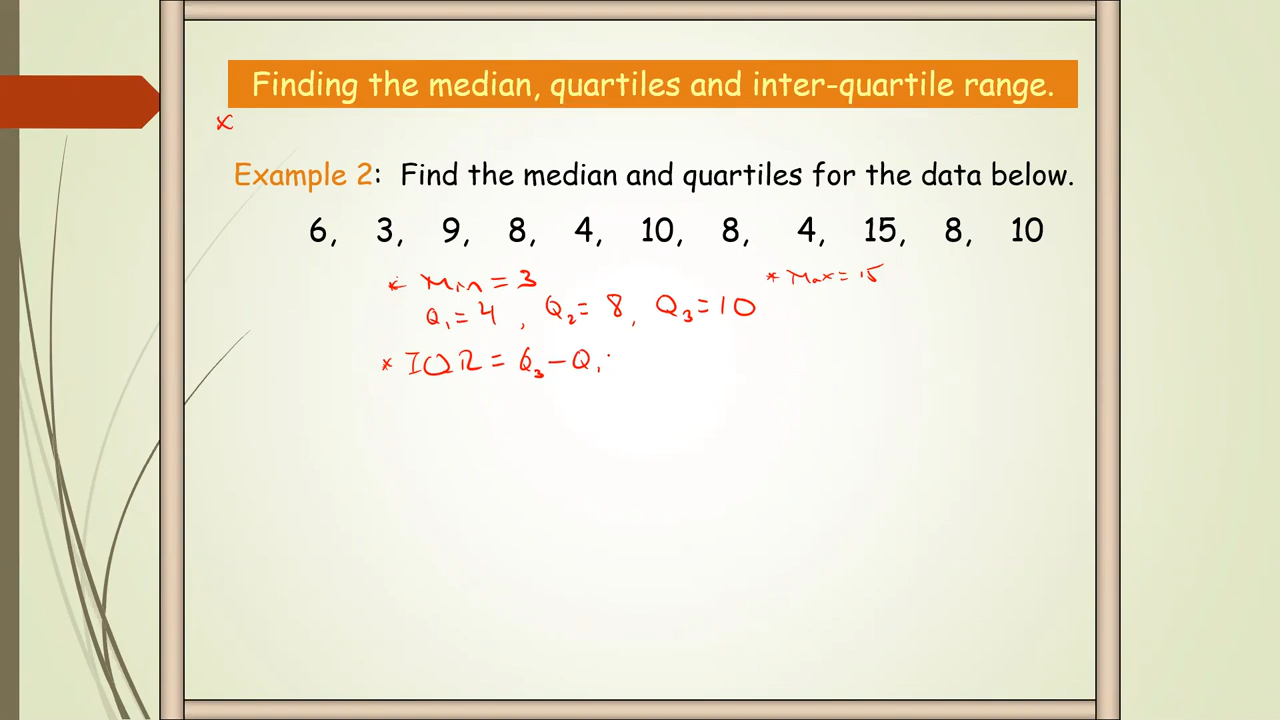 Finding the median, quartiles and inter-quartile range.
x
Example 2: Find the median and quartiles for the data below.
6, 3, 9, 8, 4, 10, 8, 4, 15, 8, 10
* Min = 3 * Max = 15
Q₁ = 4 , Q₂ = 8 , Q₃ = 10
* IQR = Q₃ - Q₁